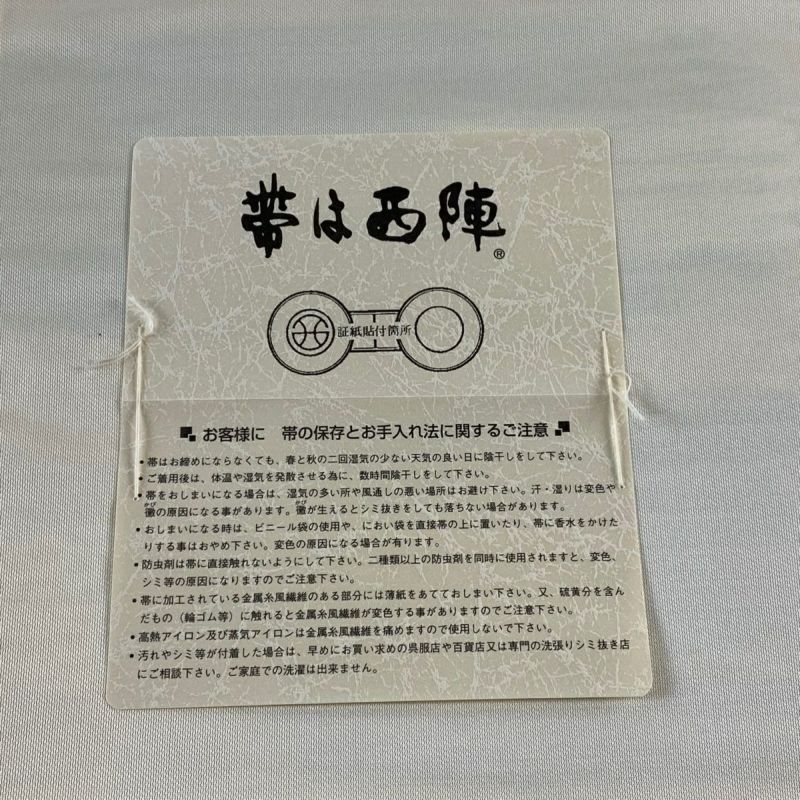 帯は西陣
®
証紙貼付箇所
お客様に 帯の保存とお手入れ法に関するご注意
・帯はお締めにならなくても、春と秋の二回湿気の少ない天気の良い日に陰干しをして下さい。
・ご着用後は、体温や湿気を発散させる為に、数時間陰干しをして下さい。
・帯をおしまいになる場合は、湿気の多い所や風通しの悪い場所はお避け下さい。汗・湿りは変色や
黴の原因になる事があります。黴が生えるとシミ抜きをしても落ちない場合があります。
・おしまいになる時は、ビニール袋の使用や、におい袋を直接帯の上に置いたり、帯に香水をかけた
りする事はおやめ下さい。変色の原因になる場合が有ります。
・防虫剤は帯に直接触れないようにして下さい。二種類以上の防虫剤を同時に使用されますと、変色、
シミ等の原因になりますのでご注意下さい。
・帯に加工されている金属糸風繊維のある部分には薄紙をあてておしまい下さい。又、硫黄分を含ん
だもの（輪ゴム等）に触れると金属糸風繊維が変色する事がありますのでご注意下さい。
・高熱アイロン及び蒸気アイロンは金属糸風繊維を痛めますので使用しないで下さい。
・汚れやシミ等が付着した場合は、早めにお買い求めの呉服店や百貨店又は専門の洗張りシミ抜き店
にご相談下さい。ご家庭での洗濯は出来ません。